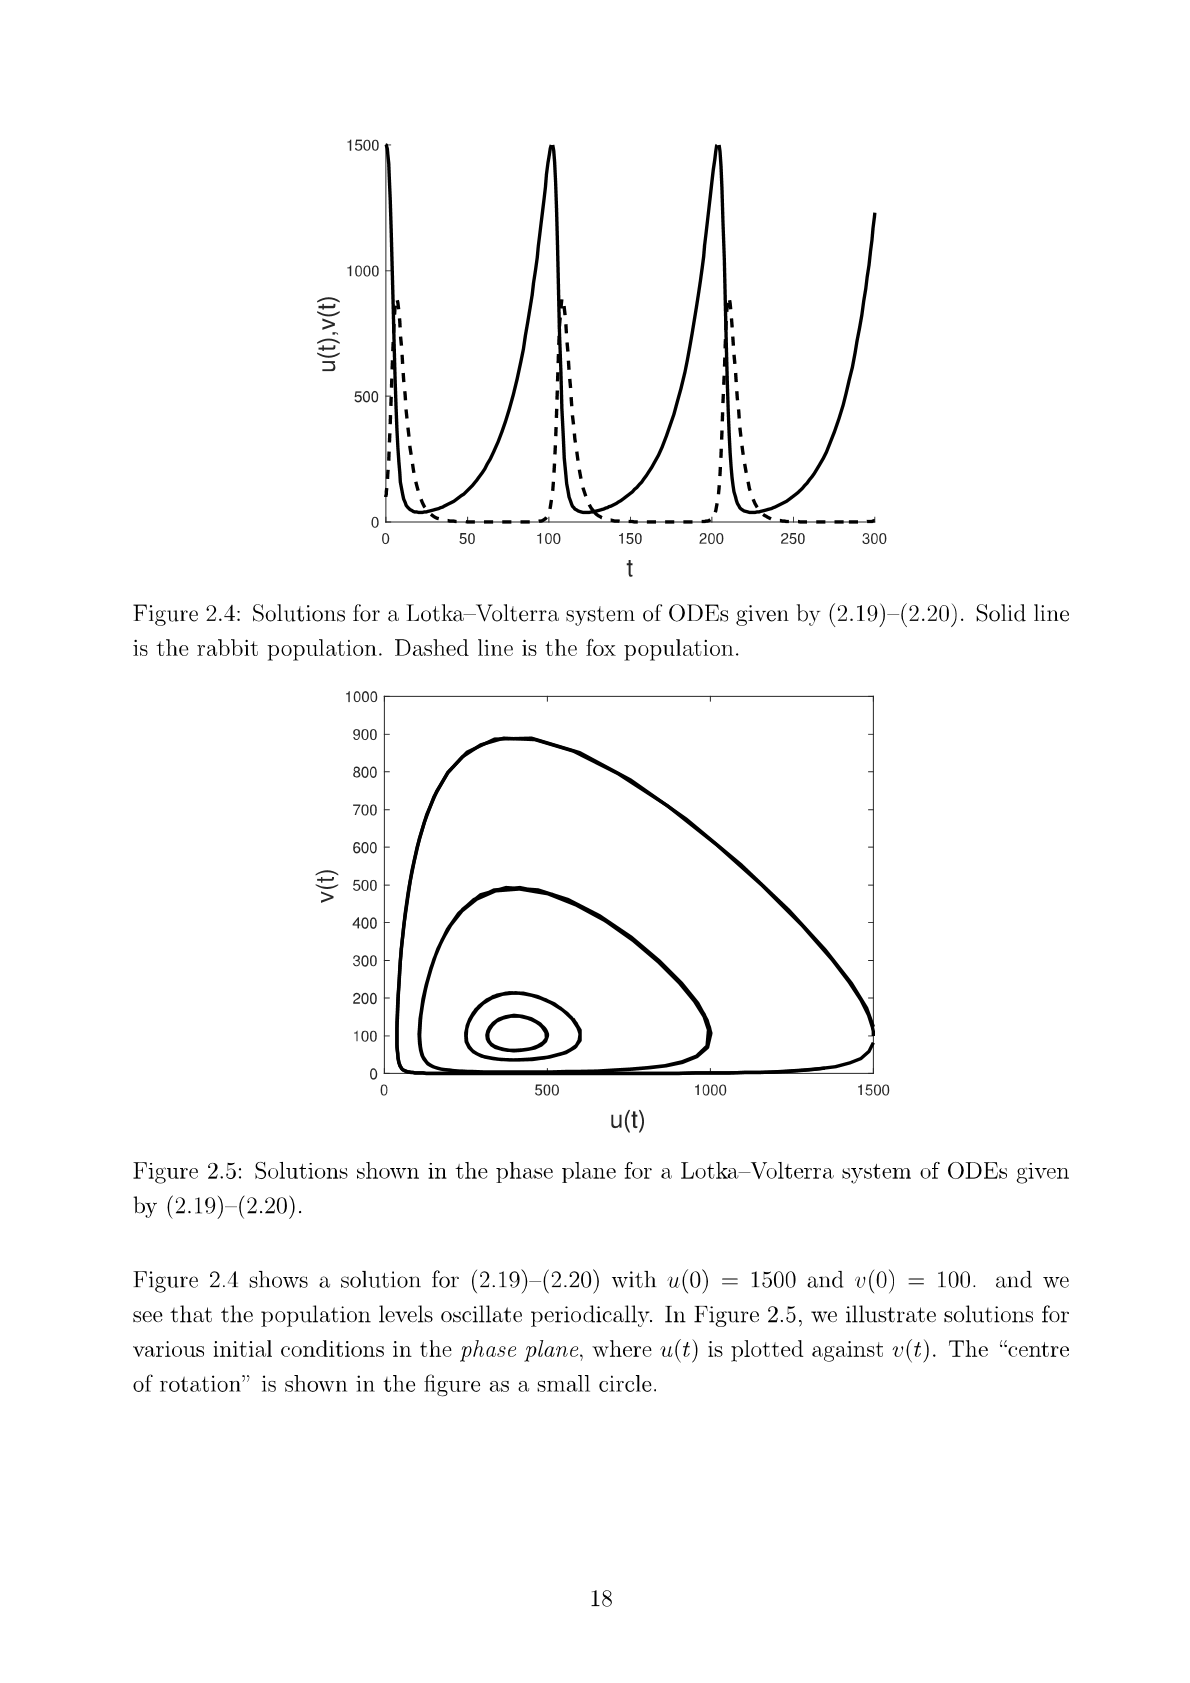 1500
1000
500
0
u(t),v(t)
0 50 100 150 200 250 300
t
Figure 2.4: Solutions for a Lotka–Volterra system of ODEs given by (2.19)–(2.20). Solid line
is the rabbit population. Dashed line is the fox population.
1000
900
800
700
600
500
400
300
200
100
0
v(t)
0 500 1000 1500
u(t)
Figure 2.5: Solutions shown in the phase plane for a Lotka–Volterra system of ODEs given
by (2.19)–(2.20).
Figure 2.4 shows a solution for (2.19)–(2.20) with u(0) = 1500 and v(0) = 100. and we
see that the population levels oscillate periodically. In Figure 2.5, we illustrate solutions for
various initial conditions in the phase plane, where u(t) is plotted against v(t). The “centre
of rotation” is shown in the figure as a small circle.
18